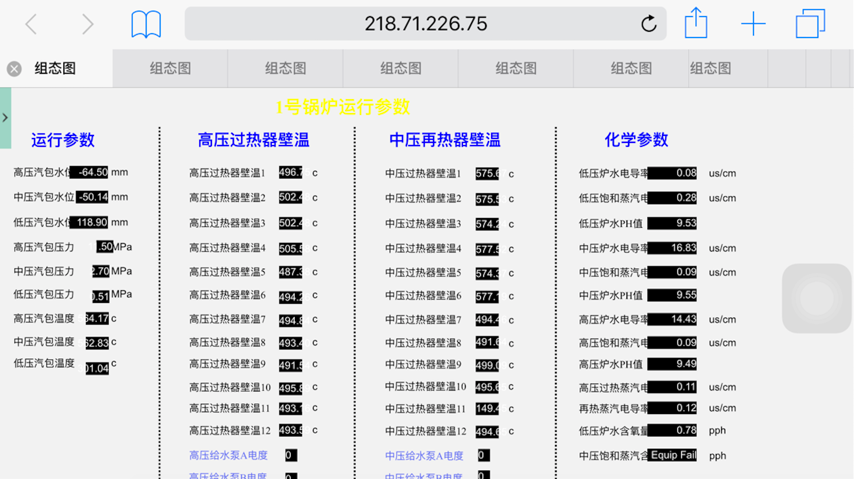 218.71.226.75
组态图 组态图 组态图 组态图 组态图 组态图 组态图
1号锅炉运行参数
运行参数 高压过热器壁温 中压再热器壁温 化学参数
高压汽包水位 -64.50 mm 高压过热器壁温1 496.7 c 中压过热器壁温1 575.6 c 低压炉水电导率 0.08 us/cm
中压汽包水位 -50.14 mm 高压过热器壁温2 502.4 c 中压过热器壁温2 575.5 c 低压饱和蒸汽电 0.28 us/cm
低压汽包水位 118.90 mm 高压过热器壁温3 502.4 c 中压过热器壁温3 574.2 c 低压炉水PH值 9.53
高压汽包压力 .50 MPa 高压过热器壁温4 505.5 c 中压过热器壁温4 577.5 c 中压炉水电导率 16.83 us/cm
中压汽包压力 2.70 MPa 高压过热器壁温5 487.3 c 中压过热器壁温5 574.3 c 中压饱和蒸汽电 0.09 us/cm
低压汽包压力 0.51 MPa 高压过热器壁温6 494.2 c 中压过热器壁温6 577.1 c 中压炉水PH值 9.55
高压汽包温度 64.17 c 高压过热器壁温7 494.8 c 中压过热器壁温7 494.4 c 高压炉水电导率 14.43 us/cm
中压汽包温度 62.83 c 高压过热器壁温8 493.4 c 中压过热器壁温8 491.6 c 高压饱和蒸汽电 0.09 us/cm
低压汽包温度 01.04 c 高压过热器壁温9 491.5 c 中压过热器壁温9 499.0 c 高压炉水PH值 9.49
高压过热器壁温10 495.8 c 中压过热器壁温10 495.6 c 高压过热蒸汽电 0.11 us/cm
高压过热器壁温11 493.1 c 中压过热器壁温11 149.4 c 再热蒸汽电导率 0.12 us/cm
高压过热器壁温12 493.5 c 中压过热器壁温12 494.6 c 低压炉水含氧量 0.78 pph
高压给水泵A电度 0 中压给水泵A电度 0 中压饱和蒸汽含 Equip Fail pph
高压给水泵B电度 0 中压给水泵B电度 0